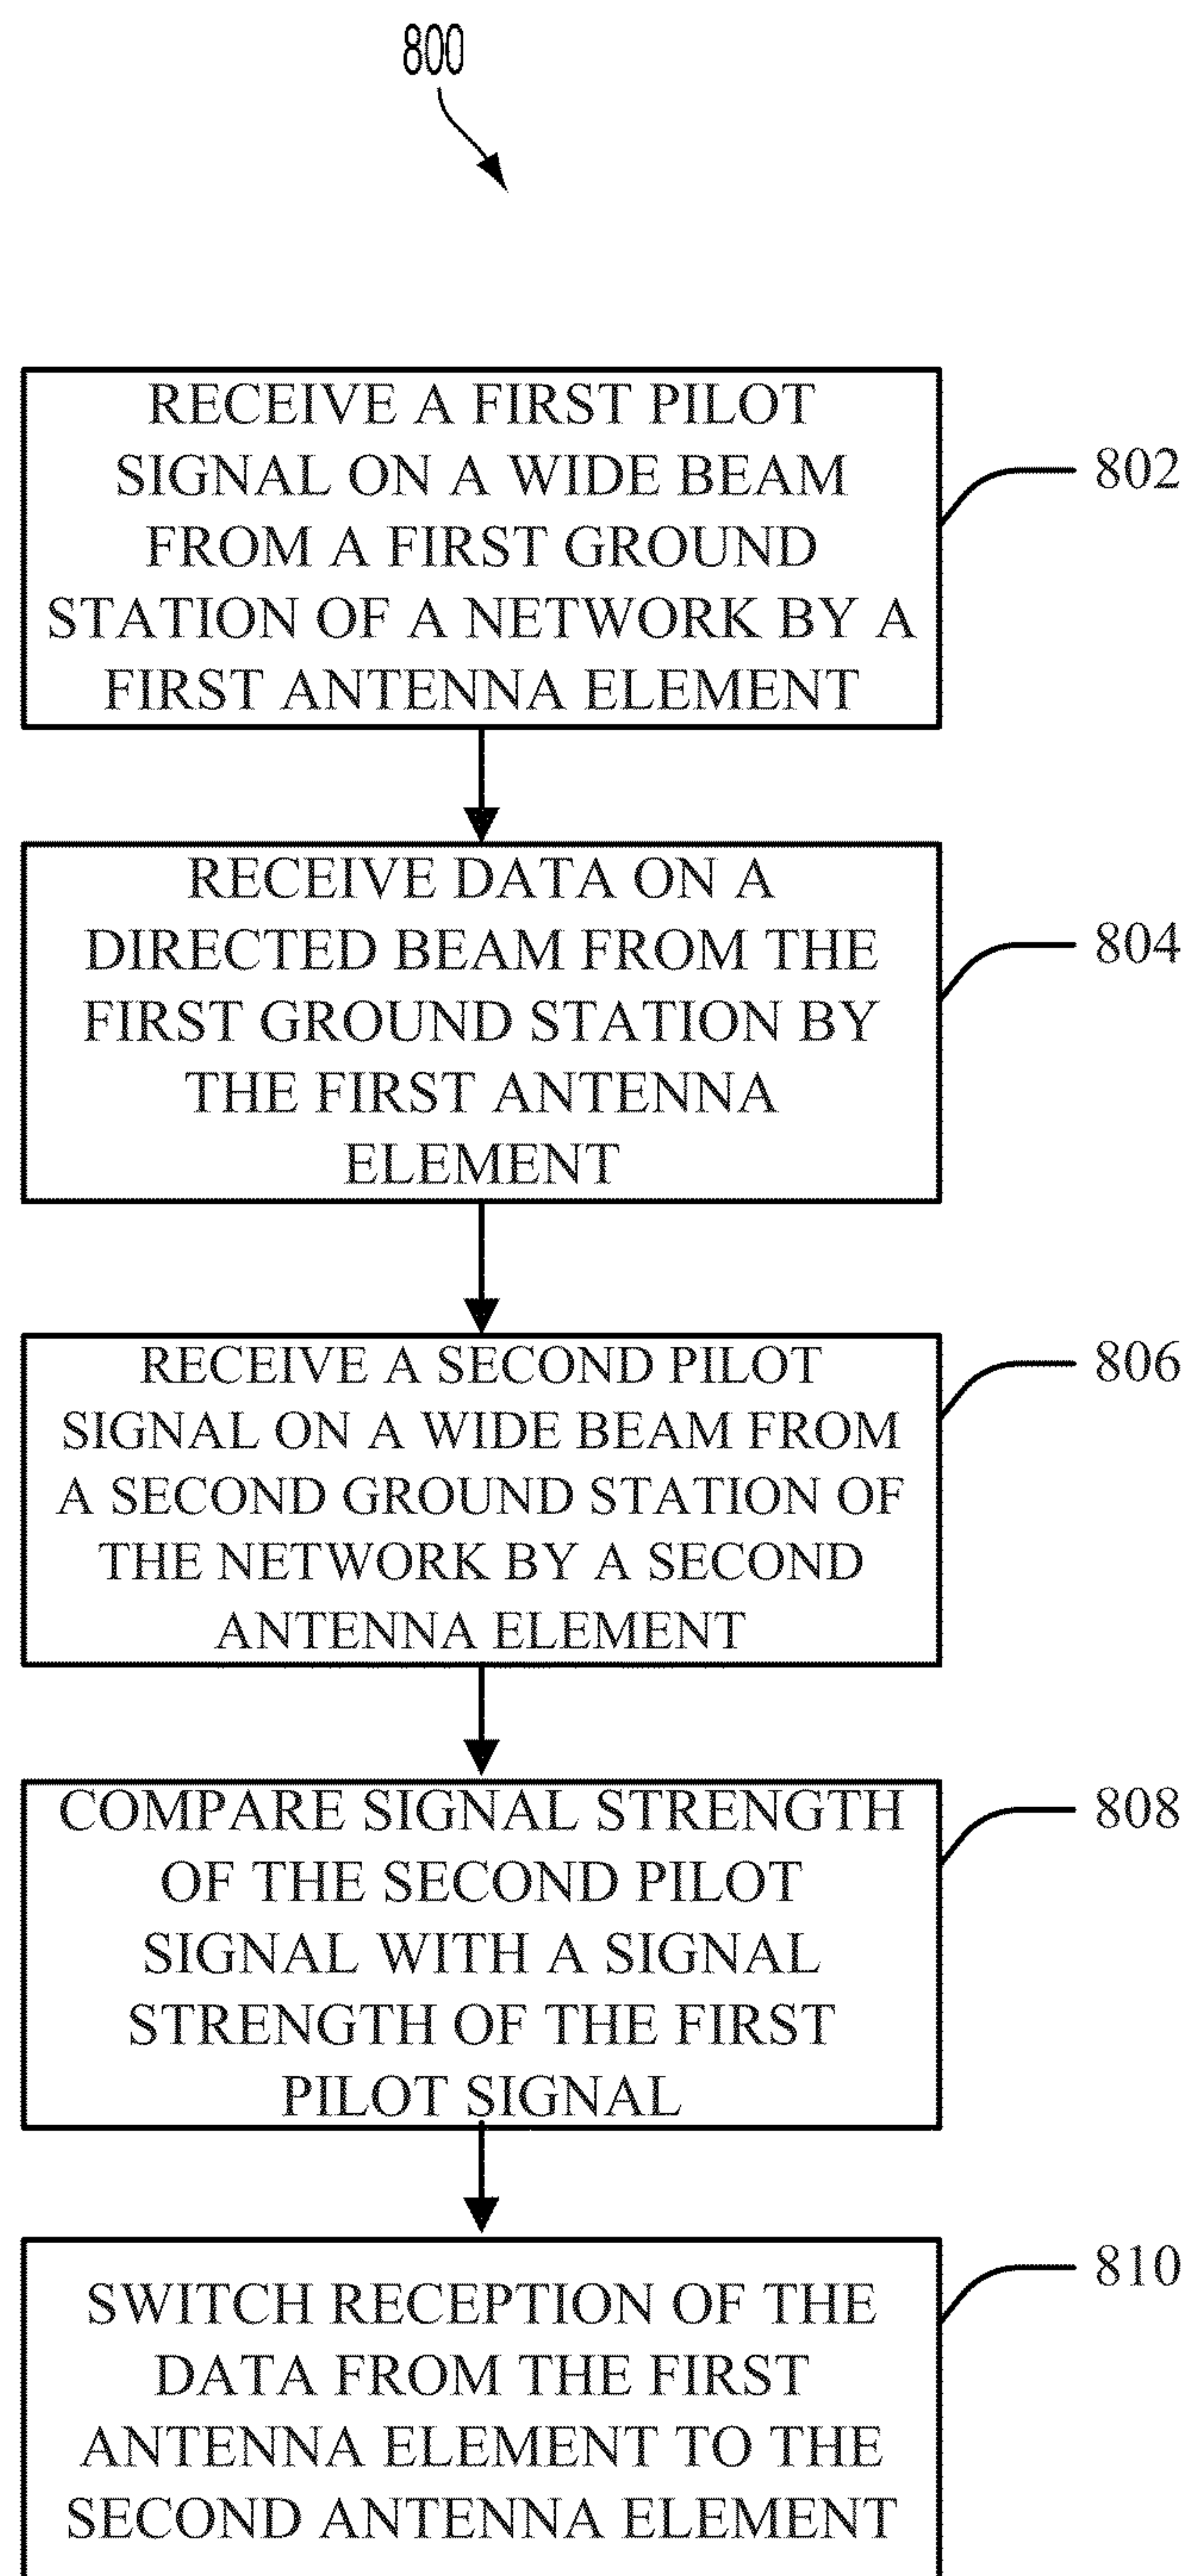 800
RECEIVE A FIRST PILOT
SIGNAL ON A WIDE BEAM
FROM A FIRST GROUND
STATION OF A NETWORK BY A
FIRST ANTENNA ELEMENT
802
RECEIVE DATA ON A
DIRECTED BEAM FROM THE
FIRST GROUND STATION BY
THE FIRST ANTENNA
ELEMENT
804
RECEIVE A SECOND PILOT
SIGNAL ON A WIDE BEAM FROM
A SECOND GROUND STATION OF
THE NETWORK BY A SECOND
ANTENNA ELEMENT
806
COMPARE SIGNAL STRENGTH
OF THE SECOND PILOT
SIGNAL WITH A SIGNAL
STRENGTH OF THE FIRST
PILOT SIGNAL
808
SWITCH RECEPTION OF THE
DATA FROM THE FIRST
ANTENNA ELEMENT TO THE
SECOND ANTENNA ELEMENT
810